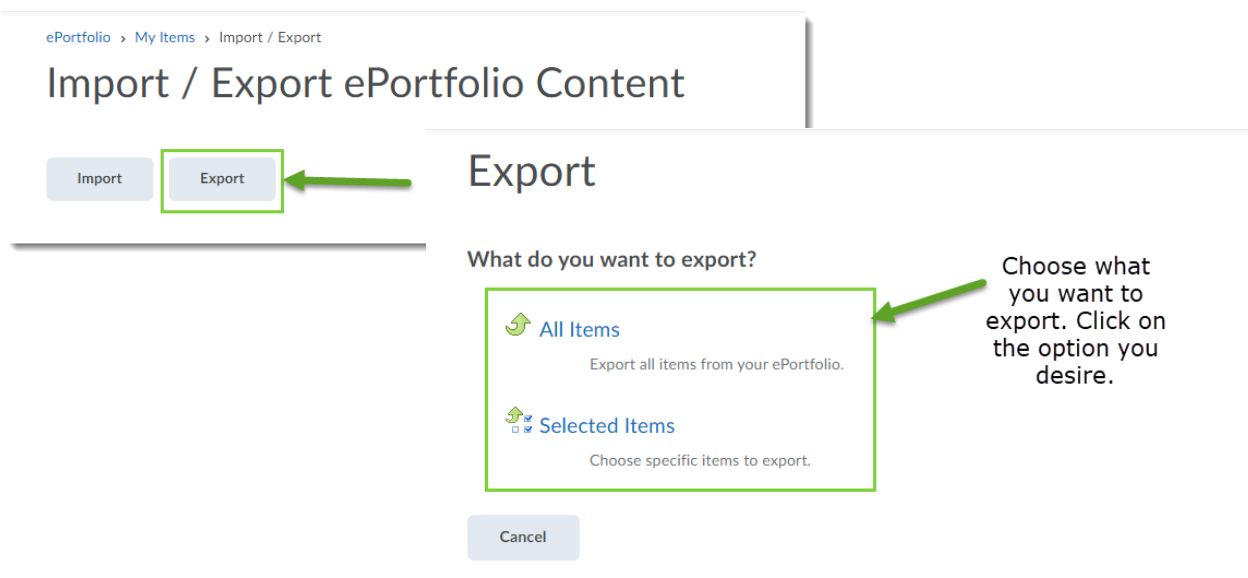 ePortfolio › My Items › Import / Export
Import / Export ePortfolio Content
Import
Export
Export
What do you want to export?
All Items
Export all items from your ePortfolio.
Selected Items
Choose specific items to export.
Cancel
Choose what
you want to
export. Click on
the option you
desire.